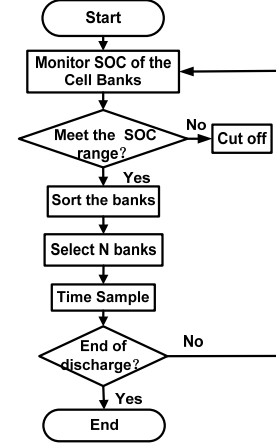 Start
Monitor SOC of the
Cell Banks
Meet the SOC
range?
No
Cut off
Yes
Sort the banks
Select N banks
Time Sample
End of
discharge?
No
Yes
End